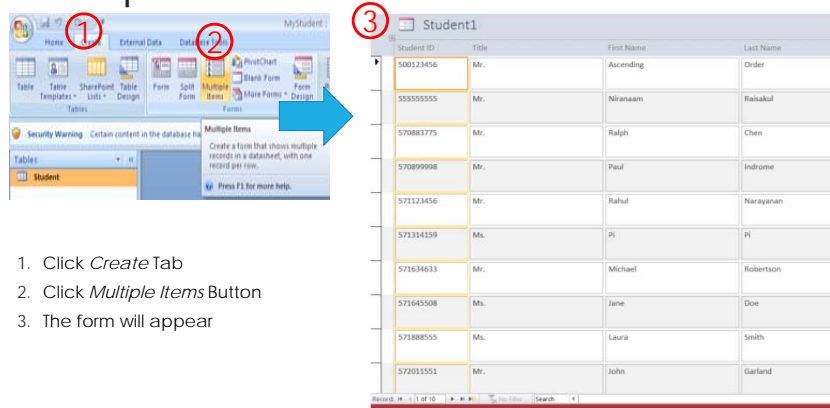 1
2
3
MyStudent :
Home Create External Data Database Tools
Table
Table Templates
SharePoint Lists
Table Design
Form
Split Form
Multiple Items
PivotChart
Blank Form
More Forms
Form Design
Tables
Forms
Security Warning Certain content in the database ha
Multiple Items
Create a form that shows multiple
records in a datasheet, with one
record per row.
Press F1 for more help.
Tables
Student
1. Click Create Tab
2. Click Multiple Items Button
3. The form will appear
Student1
Student ID Title First Name Last Name
500123456 Mr. Ascending Order
555555555 Mr. Niranaam Raisakul
570883775 Mr. Ralph Chen
570899998 Mr. Paul Indrome
571123456 Mr. Rahul Narayanan
571314159 Ms. Pi Pi
571634633 Mr. Michael Robertson
571645508 Ms. Jane Doe
571888555 Ms. Laura Smith
572011551 Mr. John Garland
Record: 1 of 10 No Filter Search